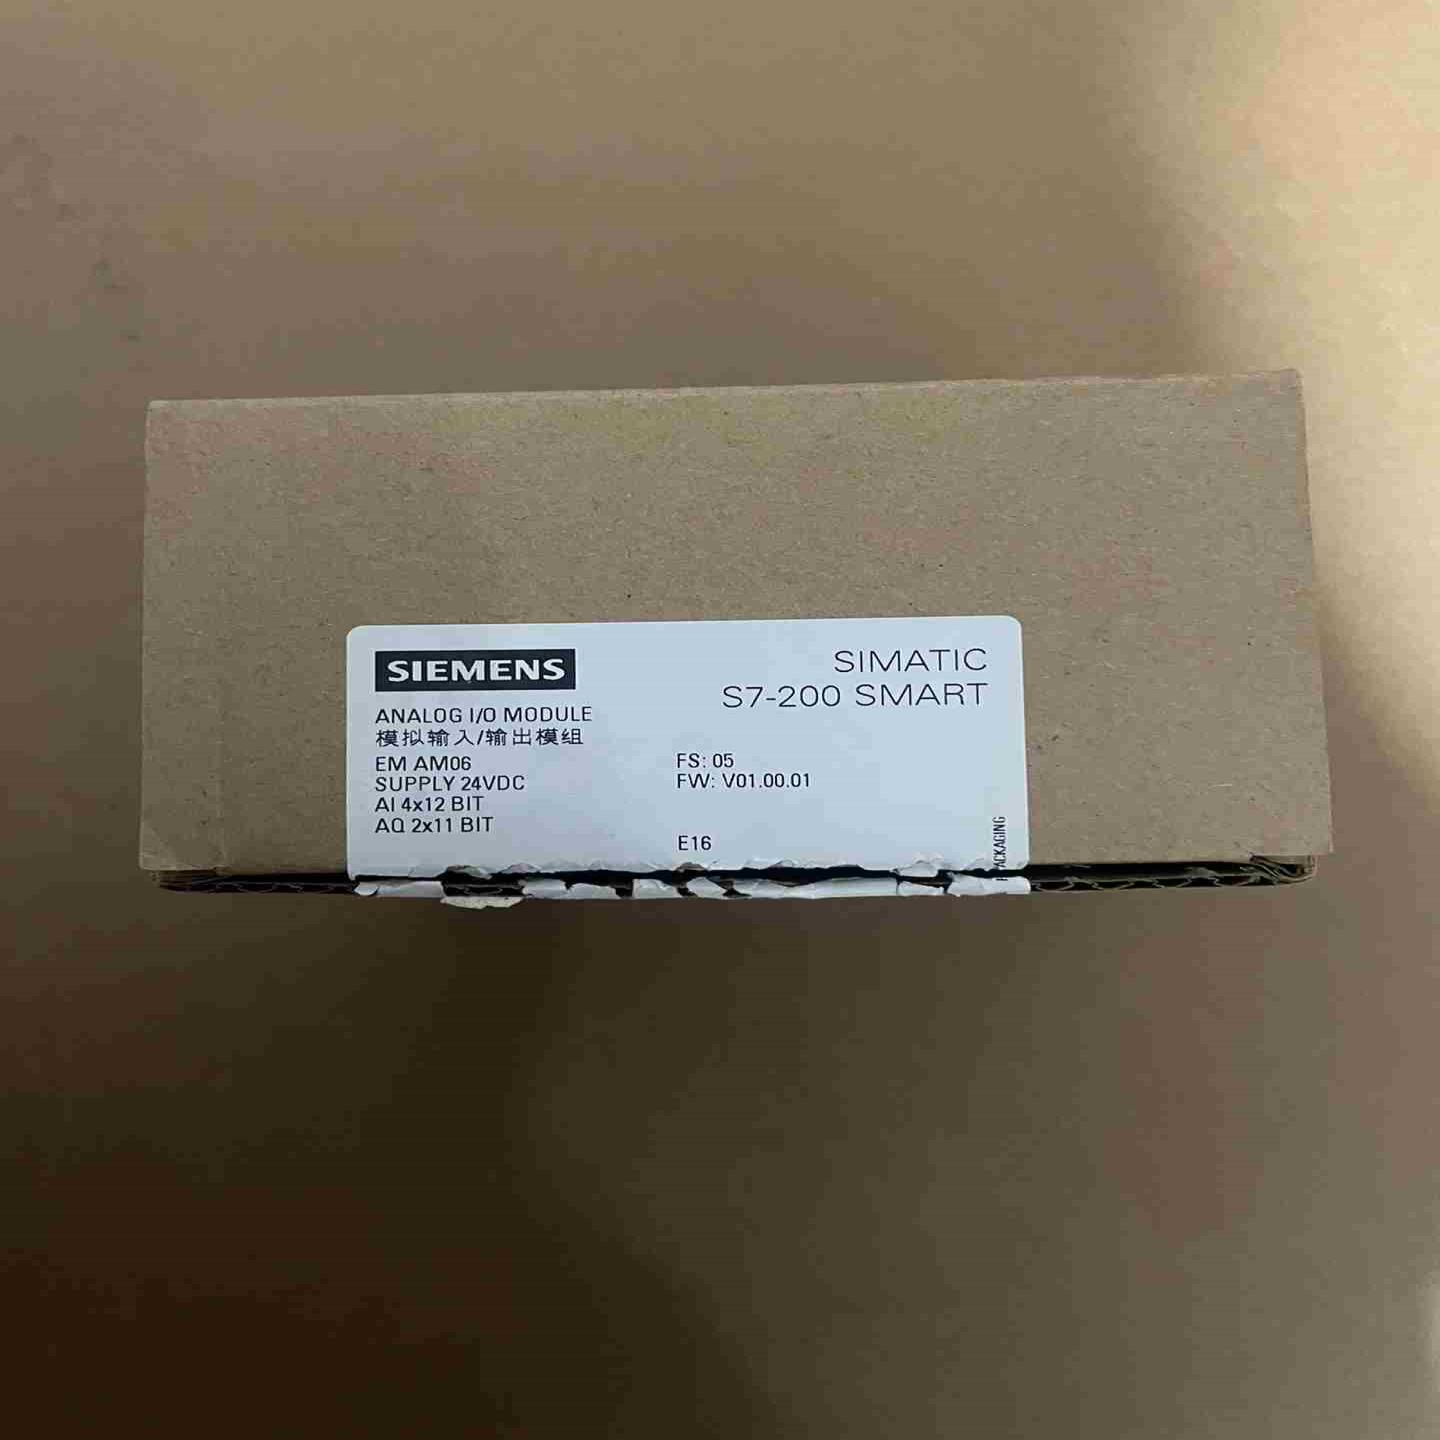 SIEMENS
SIMATIC
S7-200 SMART
ANALOG I/O MODULE
模拟输入/输出模组
EM AM06
SUPPLY 24VDC
AI 4x12 BIT
AQ 2x11 BIT
FS: 05
FW: V01.00.01
E16
PACKAGING